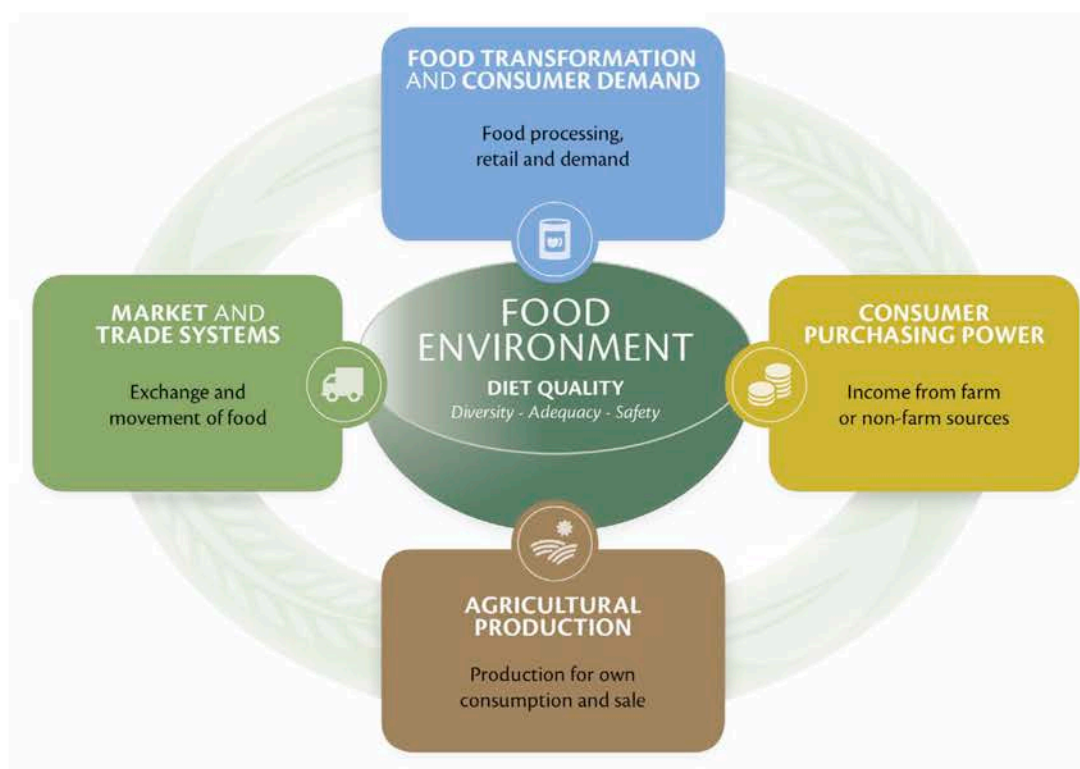 FOOD TRANSFORMATION
AND CONSUMER DEMAND
Food processing,
retail and demand
MARKET AND
TRADE SYSTEMS
Exchange and
movement of food
FOOD
ENVIRONMENT
DIET QUALITY
Diversity - Adequacy - Safety
CONSUMER
PURCHASING POWER
Income from farm
or non-farm sources
AGRICULTURAL
PRODUCTION
Production for own
consumption and sale